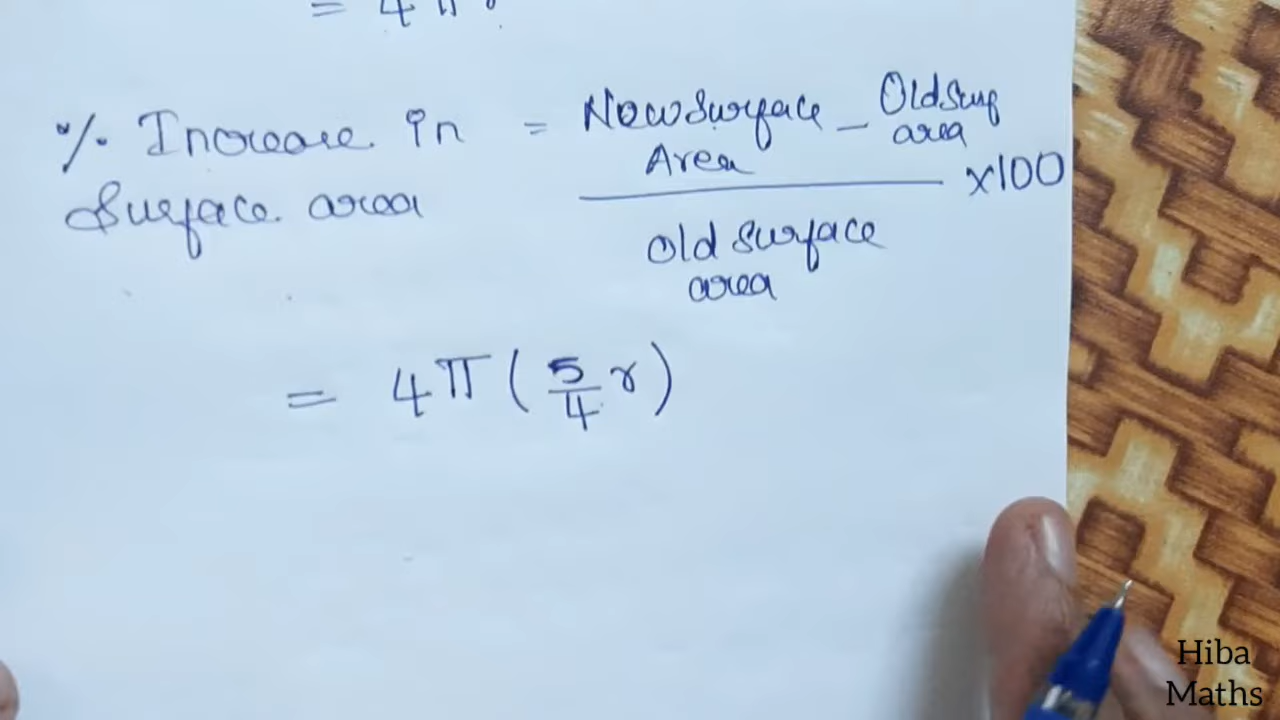 = 4π
% Increase in = New Surface Area - Old Surf area / Old Surface area × 100
Surface area
= 4π (5/4 r)
Hiba
Maths